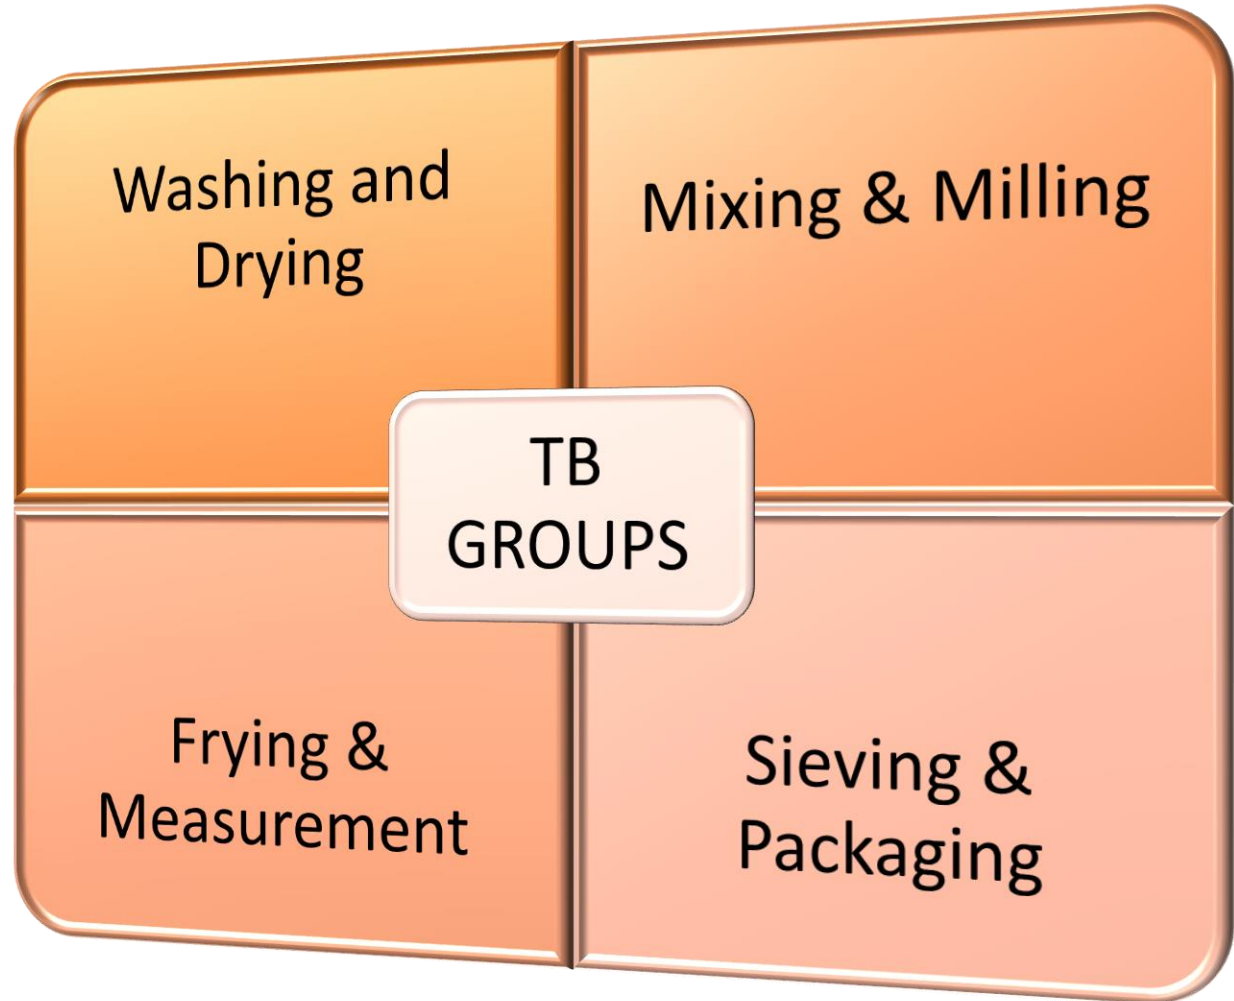 Washing and
Drying
Mixing & Milling
TB
GROUPS
Frying &
Measurement
Sieving &
Packaging